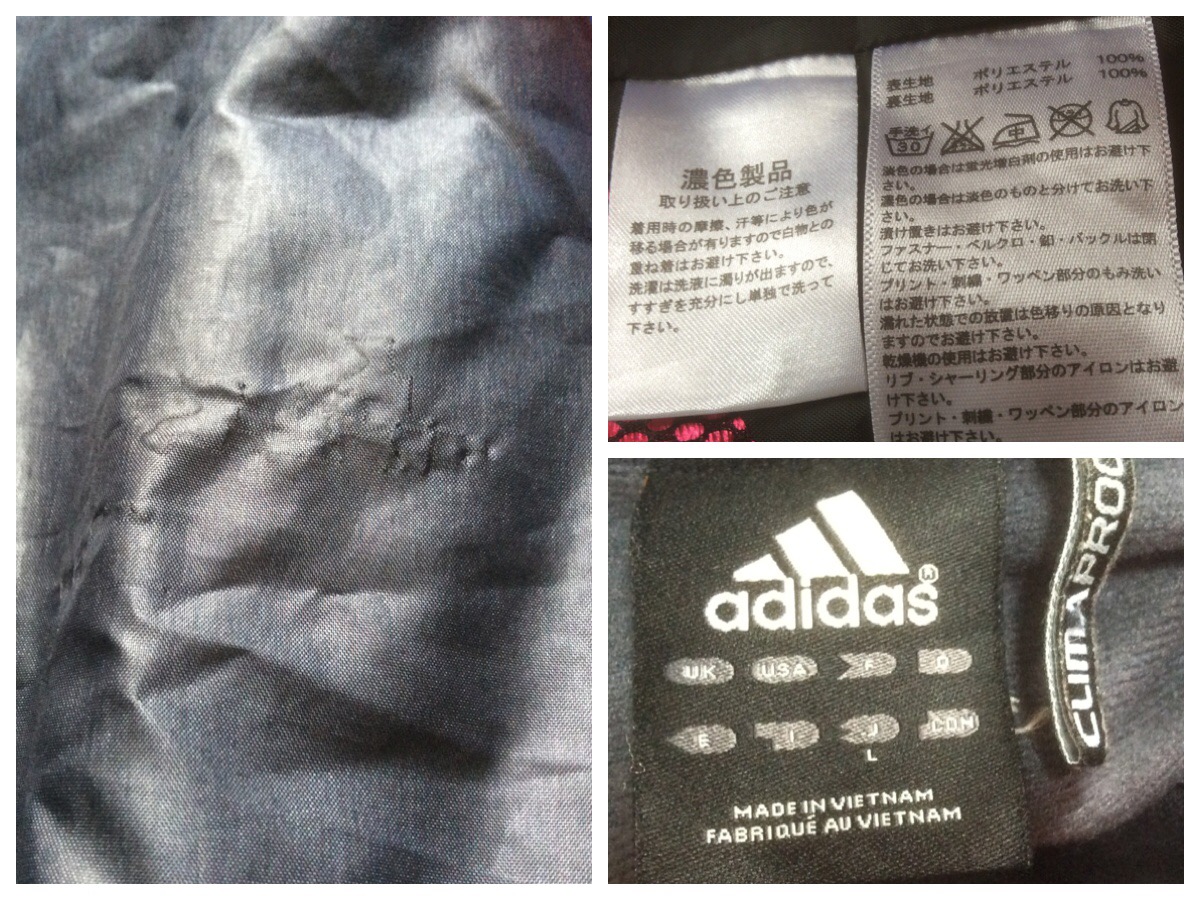 濃色製品
取り扱い上のご注意
着用時の摩擦、汗等により色が
移る場合が有りますので白物との
重ね着はお避け下さい。
洗濯は洗液に濁りが出ますので、
すすぎを充分にし単独で洗って
下さい。
表生地 ポリエステル 100%
裏生地 ポリエステル 100%
手洗イ
30
中
淡色の場合は蛍光増白剤の使用はお避け下
さい。
濃色の場合は淡色のものと分けてお洗い下
さい。
漬け置きはお避け下さい。
ファスナー・ベルクロ・釦・バックルは閉
じてお洗い下さい。
プリント・刺繍・ワッペン部分のもみ洗い
はお避け下さい。
濡れた状態での放置は色移りの原因となり
ますのでお避け下さい。
乾燥機の使用はお避け下さい。
リブ・シャーリング部分のアイロンはお避
け下さい。
プリント・刺繍・ワッペン部分のアイロン
はお避け下さい。
adidas®
UK USA F D
E I J
L
MADE IN VIETNAM
FABRIQUÉ AU VIETNAM
CLIMAPROO